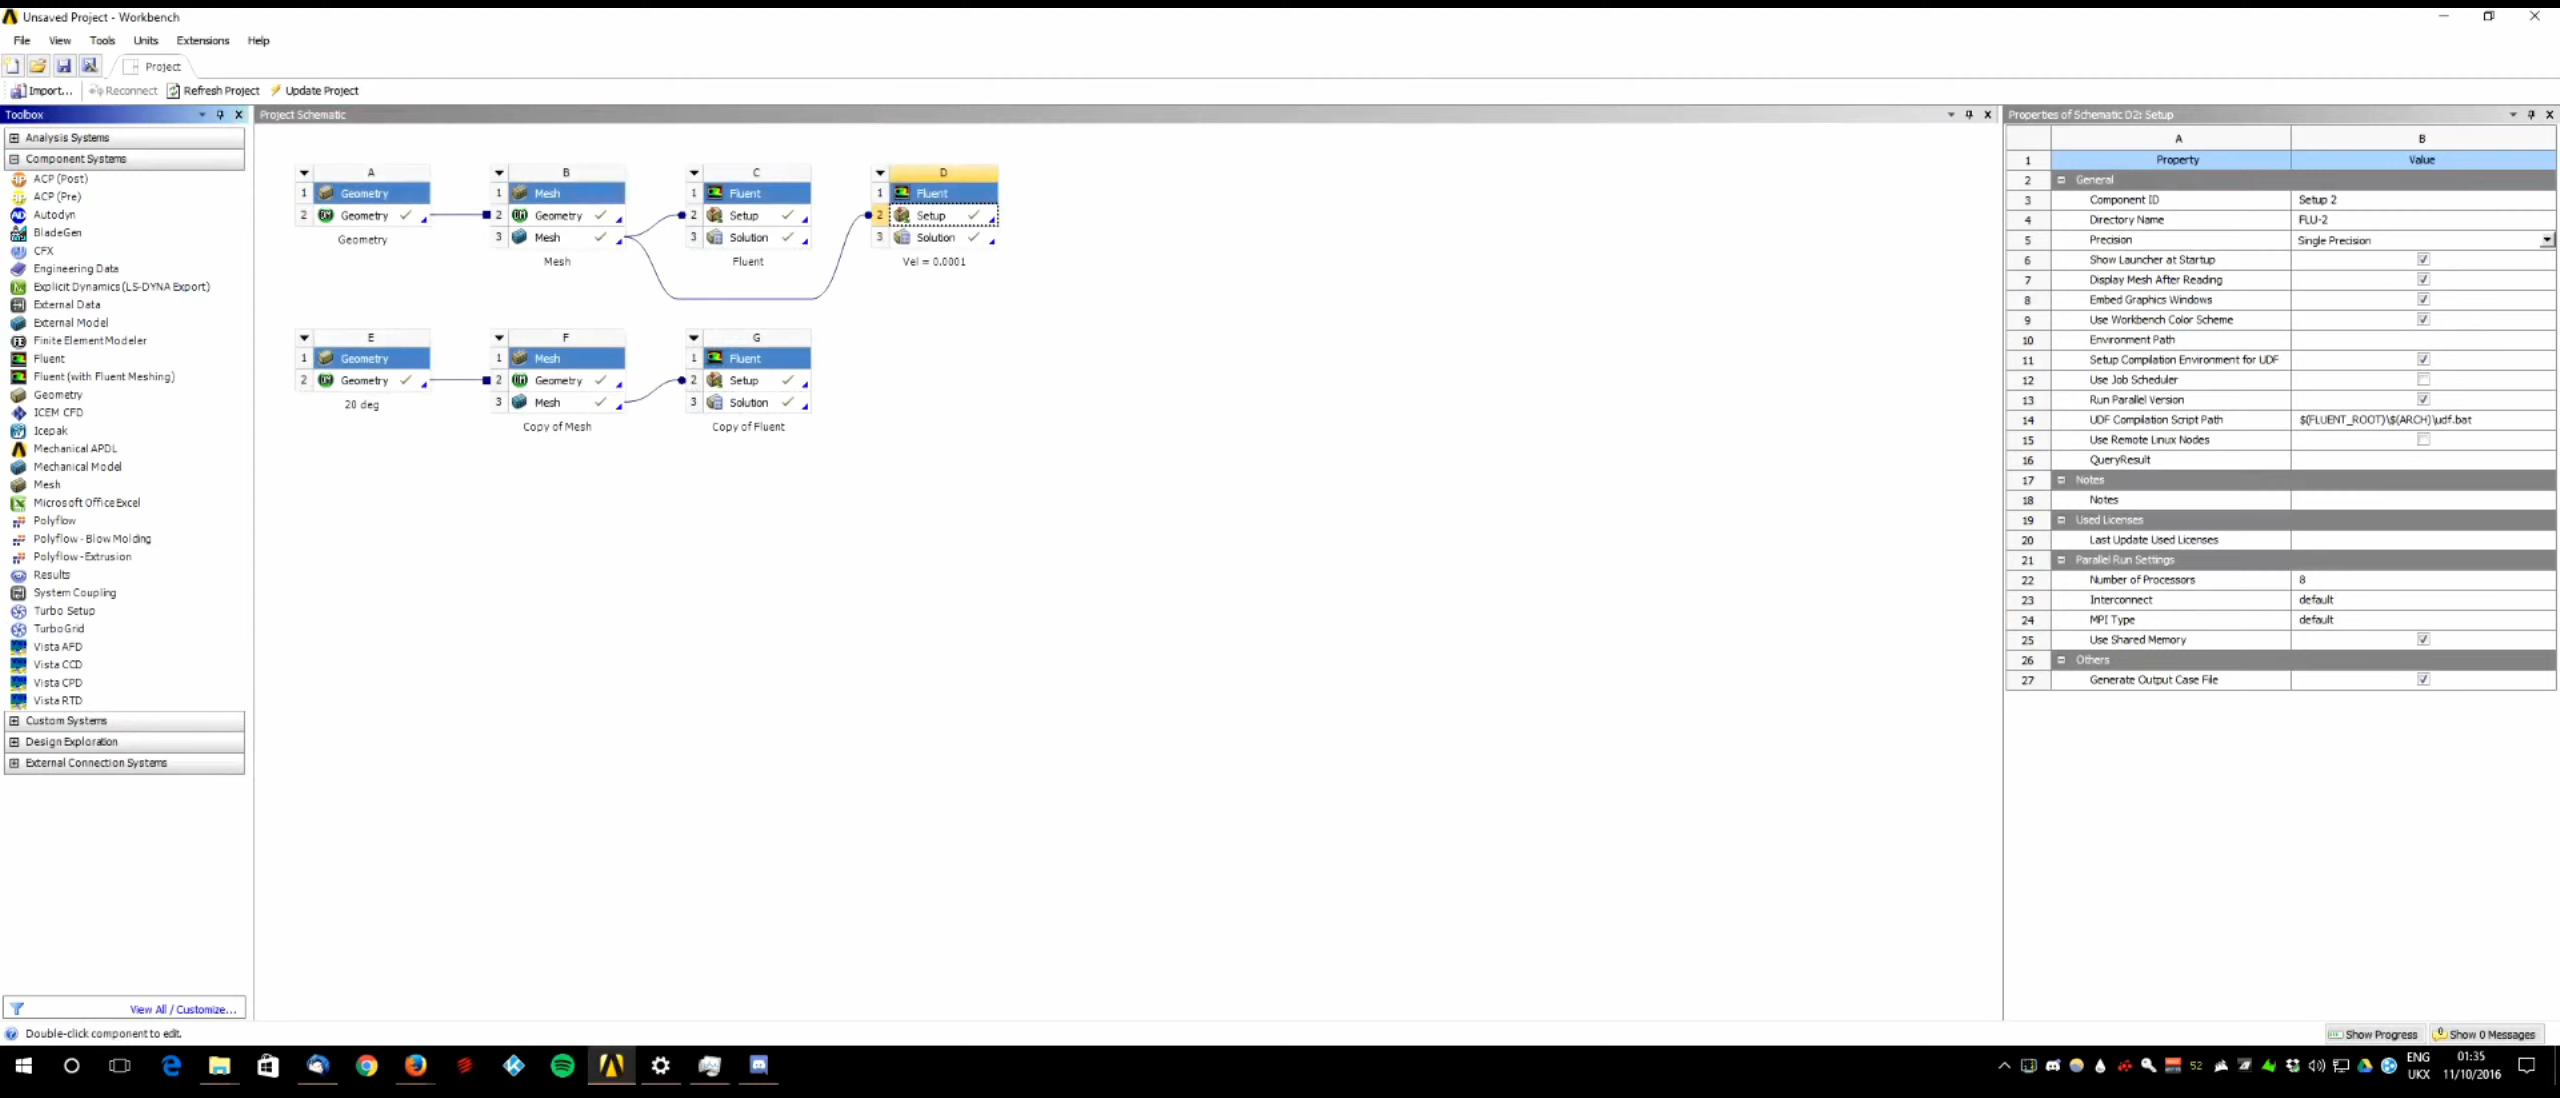 Unsaved Project - Workbench
File View Tools Units Extensions Help
Project
Import... Reconnect Refresh Project Update Project
Toolbox
Analysis Systems
Component Systems
ACP (Post)
ACP (Pre)
Autodyn
BladeGen
CFX
Engineering Data
Explicit Dynamics (LS-DYNA Export)
External Data
External Model
Finite Element Modeler
Fluent
Fluent (with Fluent Meshing)
Geometry
ICEM CFD
Icepak
Mechanical APDL
Mechanical Model
Mesh
Microsoft Office Excel
Polyflow
Polyflow - Blow Molding
Polyflow - Extrusion
Results
System Coupling
Turbo Setup
TurboGrid
Vista AFD
Vista CCD
Vista CPD
Vista RTD
Custom Systems
Design Exploration
External Connection Systems
View All / Customize...
Project Schematic
A
1 Geometry
2 Geometry
Geometry
B
1 Mesh
2 Geometry
3 Mesh
Mesh
C
1 Fluent
2 Setup
3 Solution
Fluent
D
1 Fluent
2 Setup
3 Solution
Vel = 0.0001
E
1 Geometry
2 Geometry
20 deg
F
1 Mesh
2 Geometry
3 Mesh
Copy of Mesh
G
1 Fluent
2 Setup
3 Solution
Copy of Fluent
Properties of Schematic D2: Setup
A B
1 Property Value
2 General
3 Component ID Setup 2
4 Directory Name FLU-2
5 Precision Single Precision
6 Show Launcher at Startup
7 Display Mesh After Reading
8 Embed Graphics Windows
9 Use Workbench Color Scheme
10 Environment Path
11 Setup Compilation Environment for UDF
12 Use Job Scheduler
13 Run Parallel Version
14 UDF Compilation Script Path $(FLUENT_ROOT)\$(ARCH)\udf.bat
15 Use Remote Linux Nodes
16 QueryResult
17 Notes
18 Notes
19 Used Licenses
20 Last Update Used Licenses
21 Parallel Run Settings
22 Number of Processors 8
23 Interconnect default
24 MPI Type default
25 Use Shared Memory
26 Others
27 Generate Output Case File
Double-click component to edit.
Show Progress Show 0 Messages
52
ENG
UKX
01:35
11/10/2016